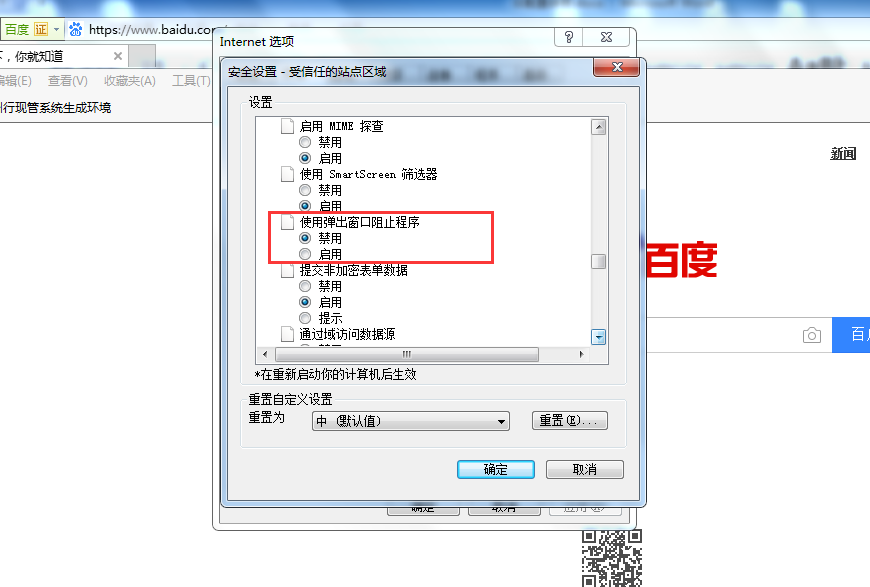 百度 证
https://www.baidu.co
你就知道
Internet 选项
安全设置 - 受信任的站点区域
查看(V) 收藏夹(A) 工具(T)
行现管系统生成环境
设置
启用 MIME 探查
禁用
启用
使用 SmartScreen 筛选器
禁用
启用
使用弹出窗口阻止程序
禁用
启用
提交非加密表单数据
禁用
启用
提示
通过域访问数据源
*在重新启动你的计算机后生效
重置自定义设置
重置为
中 (默认值)
重置(E)...
确定
取消
新闻
百度
百